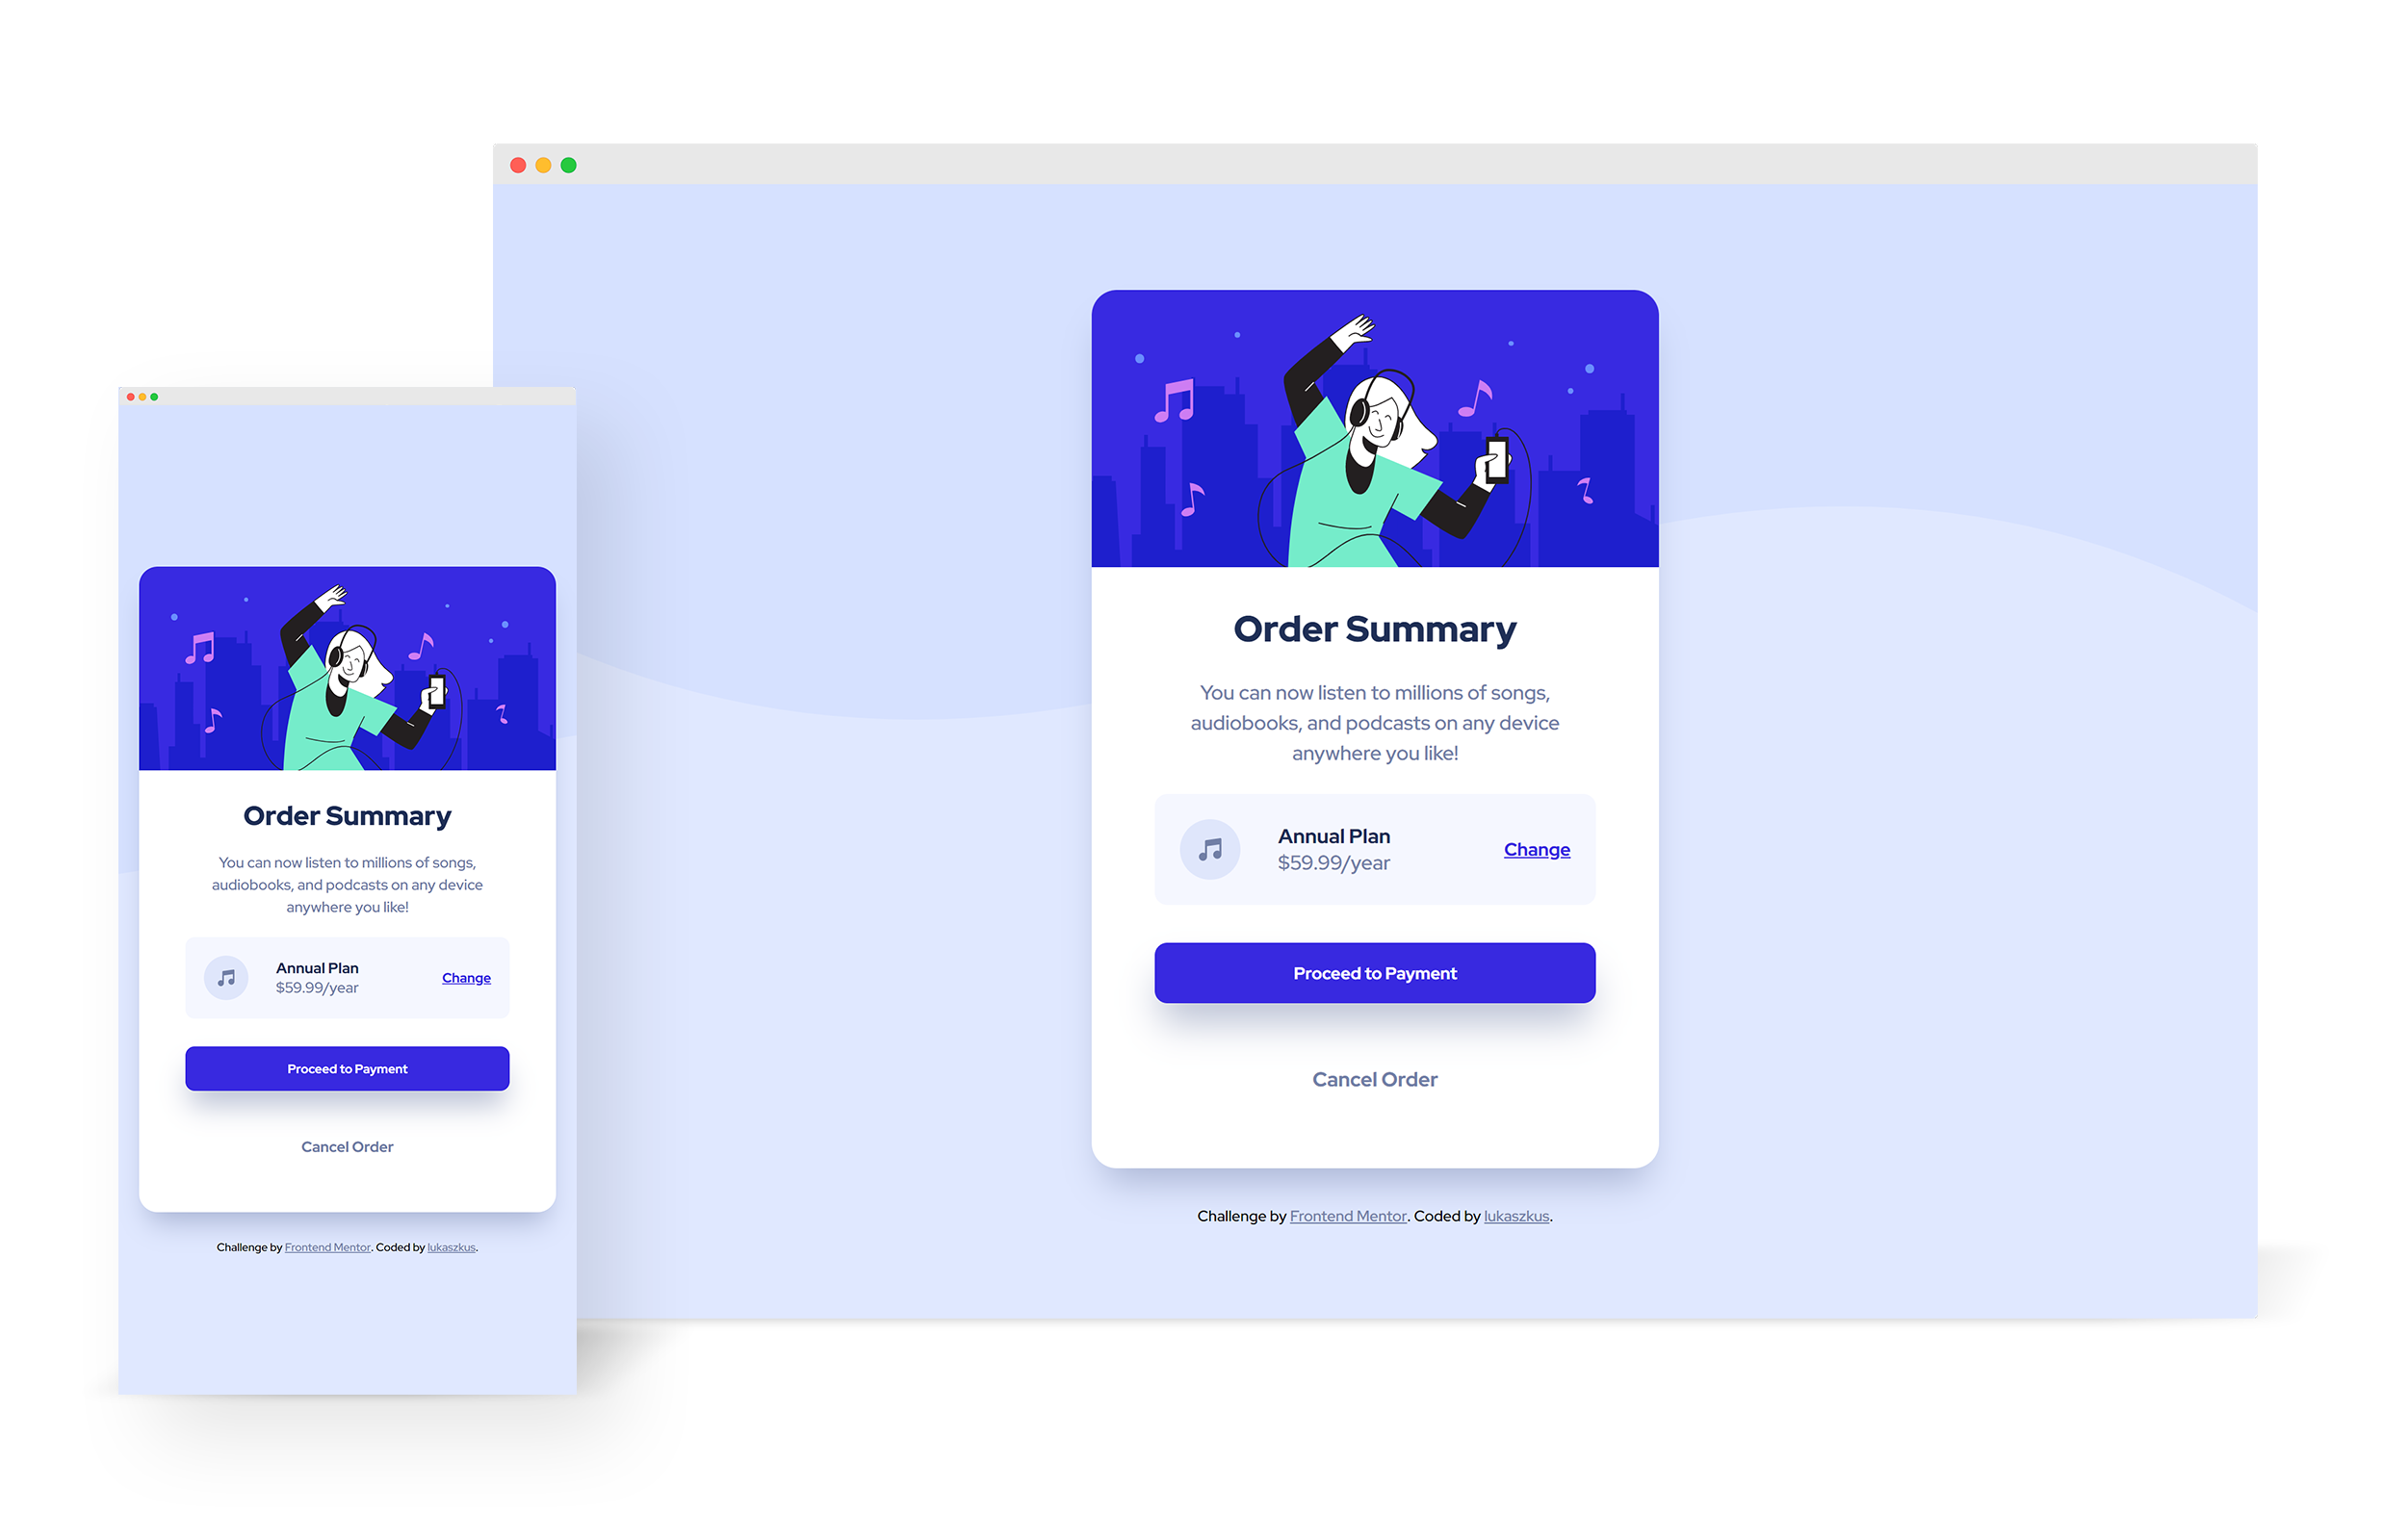 Order Summary
You can now listen to millions of songs,
audiobooks, and podcasts on any device
anywhere you like!
Annual Plan
$59.99/year
Change
Proceed to Payment
Cancel Order
Challenge by Frontend Mentor. Coded by lukaszkus.
Order Summary
You can now listen to millions of songs,
audiobooks, and podcasts on any device
anywhere you like!
Annual Plan
$59.99/year
Change
Proceed to Payment
Cancel Order
Challenge by Frontend Mentor. Coded by lukaszkus.